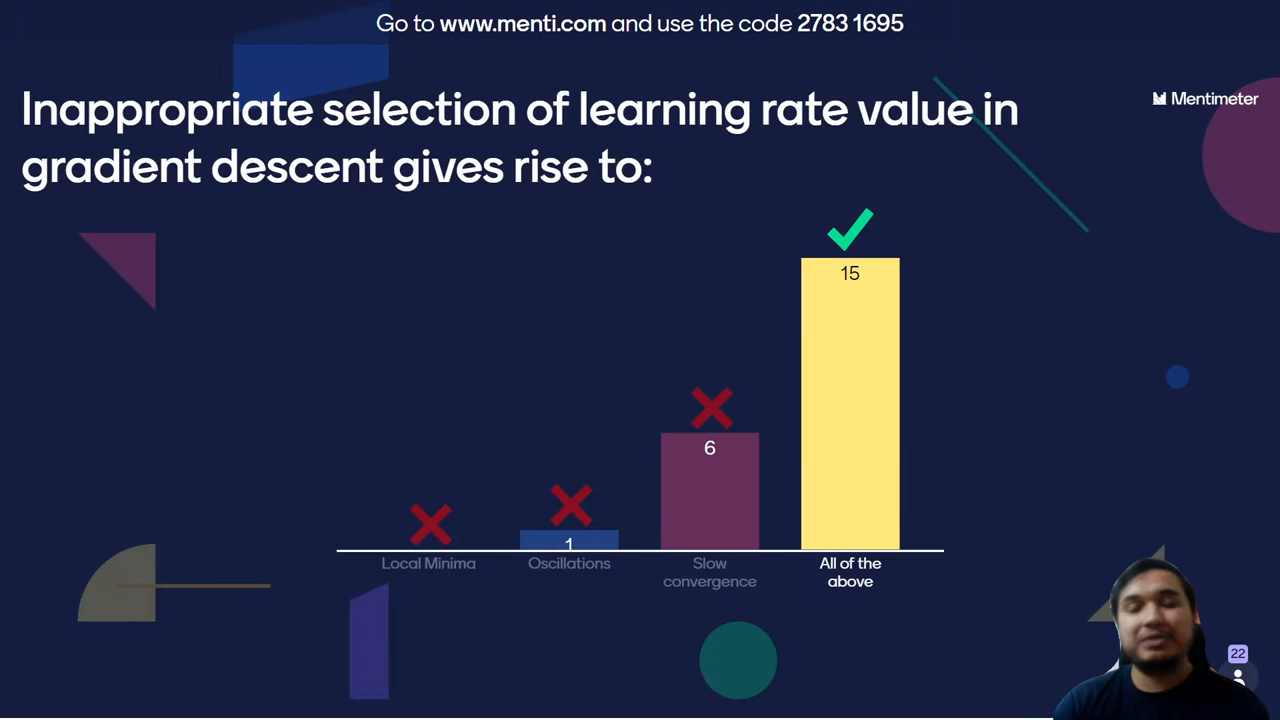 Go to www.menti.com and use the code 2783 1695
Mentimeter
Inappropriate selection of learning rate value in
gradient descent gives rise to:
15
6
1
Local Minima
Oscillations
Slow
convergence
All of the
above
22